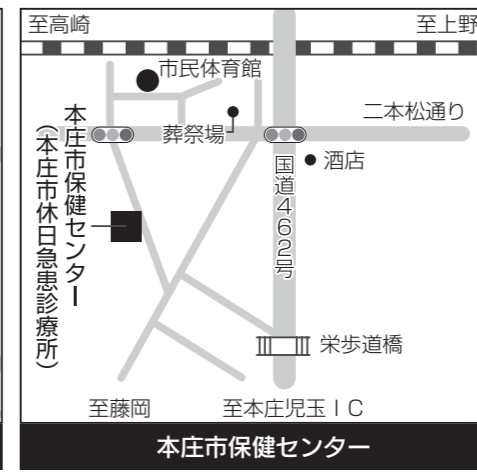 至高崎
至上野
市民体育館
二本松通り
葬祭場
酒店
国道462号
本庄市保健センター
（本庄市休日急患診療所）
栄歩道橋
至藤岡
至本庄児玉IC
本庄市保健センター